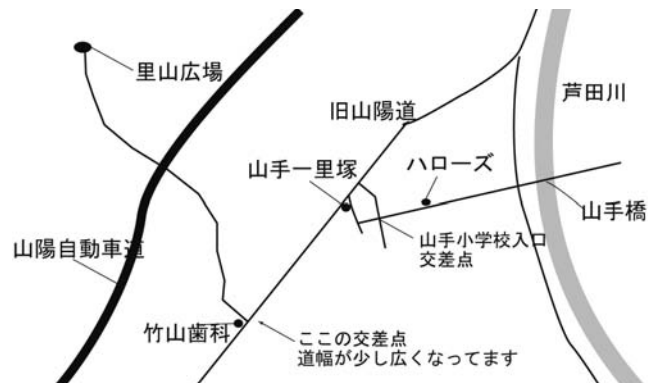 里山広場
芦田川
旧山陽道
山手一里塚
ハローズ
山手橋
山手小学校入口
交差点
山陽自動車道
竹山歯科
ここの交差点
道幅が少し広くなってます